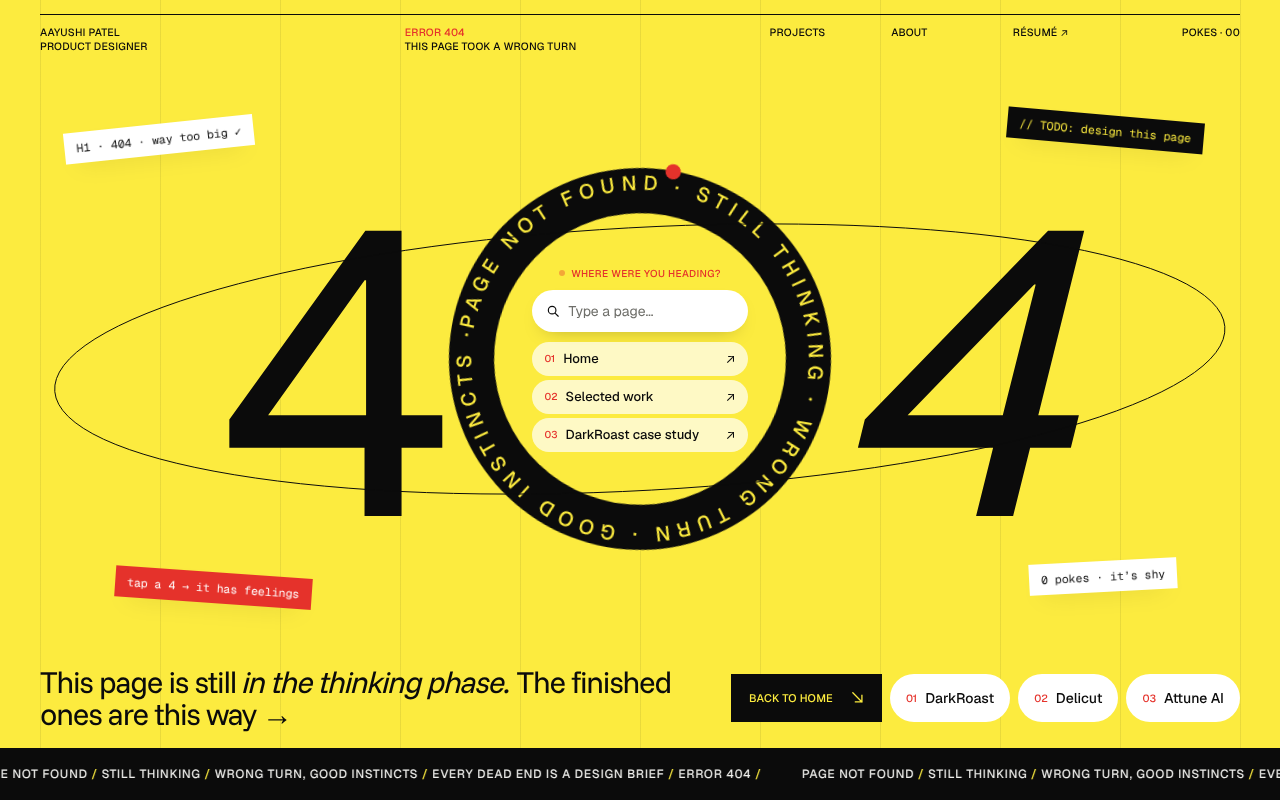 AAYUSHI PATEL
PRODUCT DESIGNER
ERROR 404
THIS PAGE TOOK A WRONG TURN
PROJECTS
ABOUT
RÉSUMÉ ↗
POKES · 00
H1 · 404 · way too big ✓
// TODO: design this page
4
PAGE NOT FOUND · STILL THINKING · WRONG TURN · GOOD INSTINCTS ·
4
WHERE WERE YOU HEADING?
Type a page…
01 Home ↗
02 Selected work ↗
03 DarkRoast case study ↗
tap a 4 → it has feelings
0 pokes · it's shy
This page is still in the thinking phase. The finished
ones are this way →
BACK TO HOME ↘
01 DarkRoast
02 Delicut
03 Attune AI
E NOT FOUND / STILL THINKING / WRONG TURN, GOOD INSTINCTS / EVERY DEAD END IS A DESIGN BRIEF / ERROR 404 / PAGE NOT FOUND / STILL THINKING / WRONG TURN, GOOD INSTINCTS / EVE